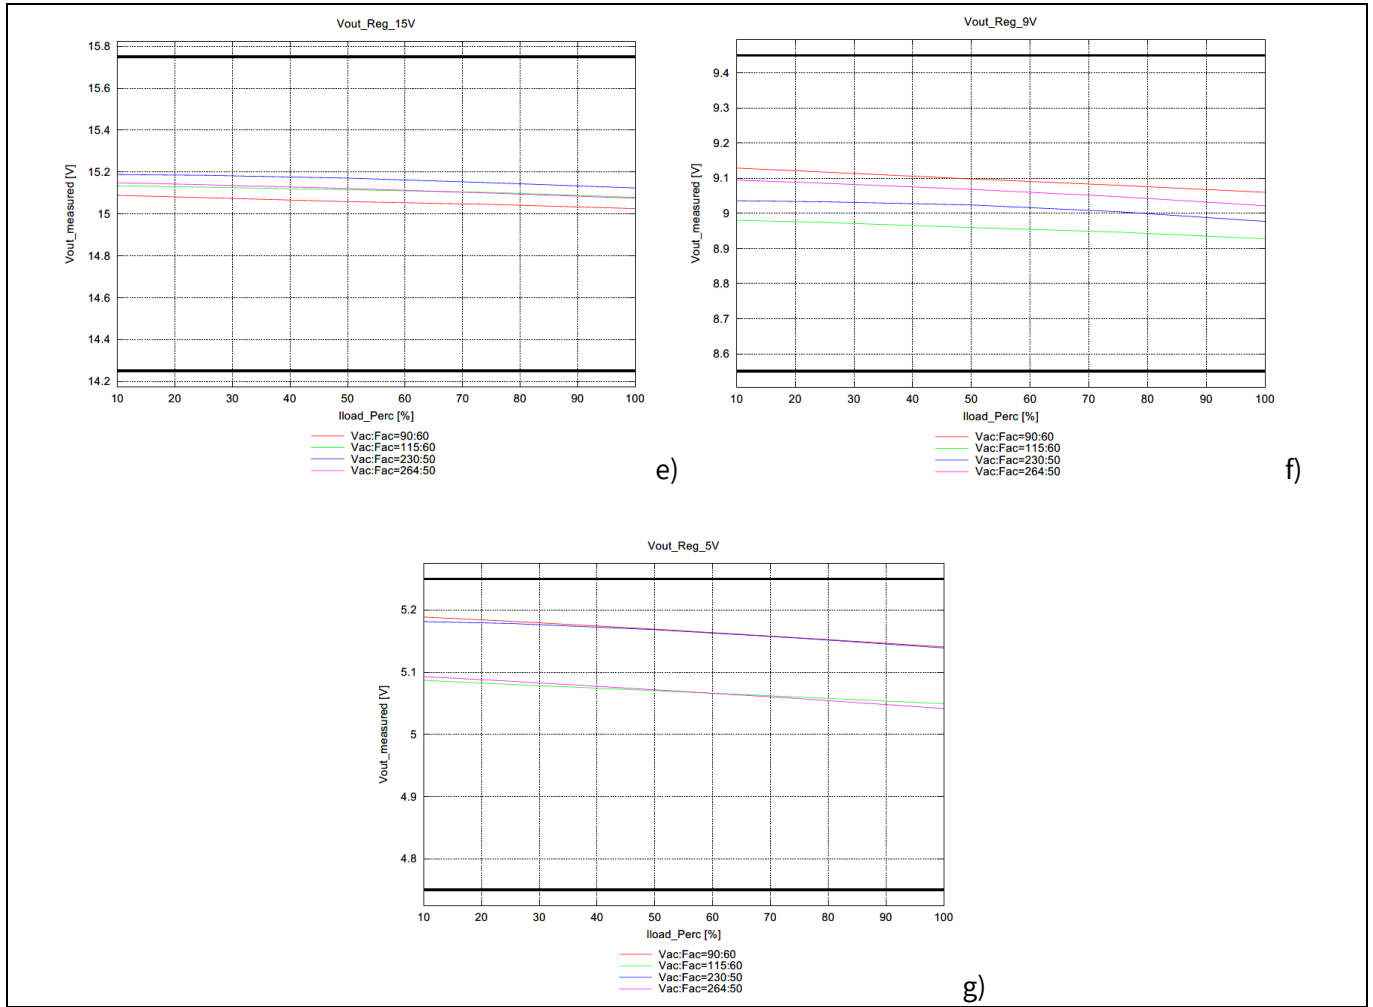 Vout_Reg_15V
15.8
15.6
15.4
15.2
15
14.8
14.6
14.4
14.2
Vout_measured [V]
10 20 30 40 50 60 70 80 90 100
Iload_Perc [%]
Vac:Fac=90:60
Vac:Fac=115:60
Vac:Fac=230:50
Vac:Fac=264:50
e)
Vout_Reg_9V
9.4
9.3
9.2
9.1
9
8.9
8.8
8.7
8.6
Vout_measured [V]
10 20 30 40 50 60 70 80 90 100
Iload_Perc [%]
Vac:Fac=90:60
Vac:Fac=115:60
Vac:Fac=230:50
Vac:Fac=264:50
f)
Vout_Reg_5V
5.2
5.1
5
4.9
4.8
Vout_measured [V]
10 20 30 40 50 60 70 80 90 100
Iload_Perc [%]
Vac:Fac=90:60
Vac:Fac=115:60
Vac:Fac=230:50
Vac:Fac=264:50
g)